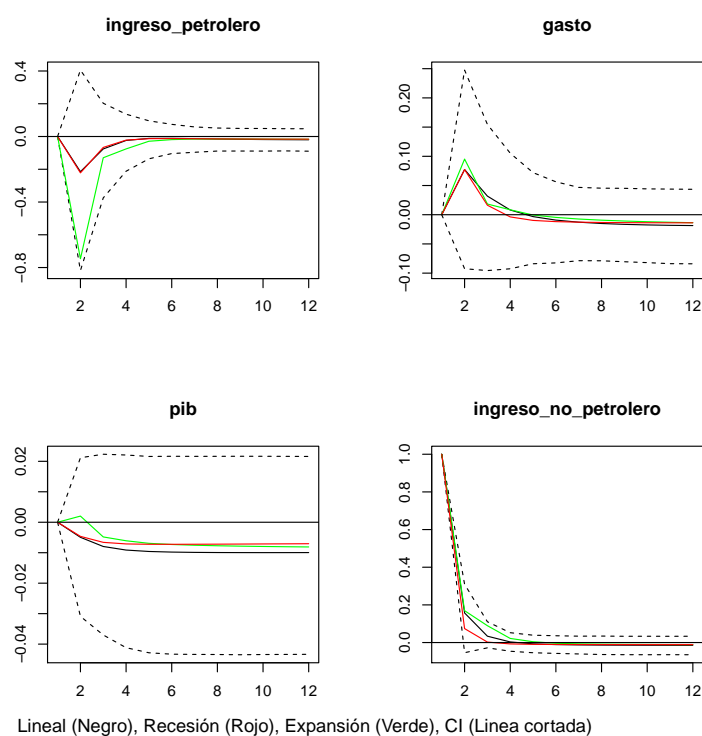 ingreso_petrolero
0.4
0.0
−0.4
−0.8
2 4 6 8 10 12
gasto
0.20
0.10
0.00
−0.10
2 4 6 8 10 12
pib
0.02
0.00
−0.02
−0.04
2 4 6 8 10 12
ingreso_no_petrolero
1.0
0.8
0.6
0.4
0.2
0.0
2 4 6 8 10 12
Lineal (Negro), Recesión (Rojo), Expansión (Verde), CI (Linea cortada)